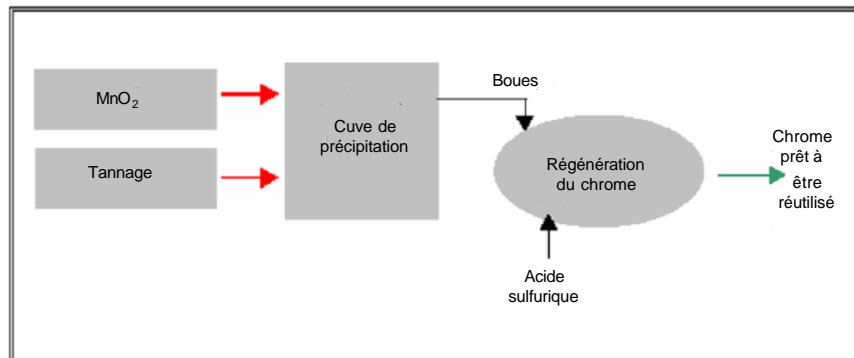 MnO₂
Tannage
Cuve de
précipitation
Boues
Régénération
du chrome
Acide
sulfurique
Chrome
prêt à
être
réutilisé